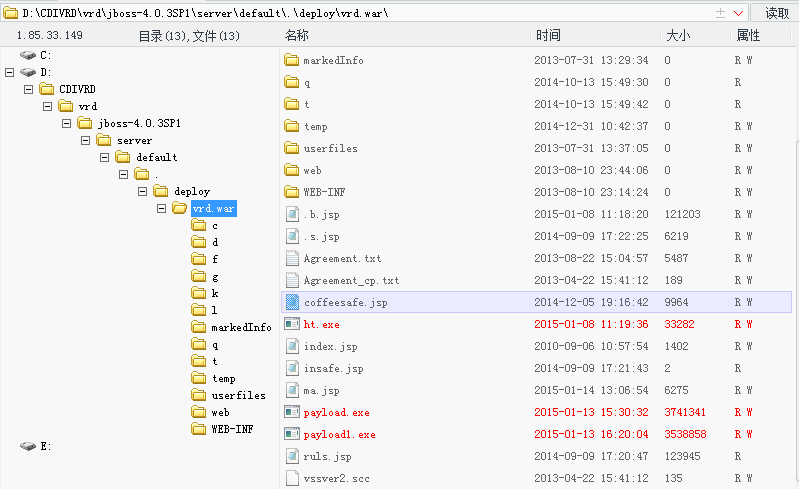 D:\CDIVRD\vrd\jboss-4.0.3SP1\server\default\.\deploy\vrd.war\ 读取
1.85.33.149 目录(13),文件(13) 名称 时间 大小 属性
C:
D:
CDIVRD
vrd
jboss-4.0.3SP1
server
default
.
deploy
vrd.war
c
d
f
g
k
l
markedInfo
q
t
temp
userfiles
web
WEB-INF
E:
markedInfo 2013-07-31 13:29:34 0 R W
q 2014-10-13 15:49:30 0 R
t 2014-10-13 15:49:42 0 R
temp 2014-12-31 10:42:37 0 R W
userfiles 2013-07-31 13:37:05 0 R W
web 2013-08-20 23:44:06 0 R W
WEB-INF 2013-08-20 23:14:24 0 R W
.b.jsp 2015-01-08 11:18:20 121203 R W
.s.jsp 2014-09-09 17:22:25 6219 R W
Agreement.txt 2013-08-22 15:04:57 5487 R W
Agreement_cp.txt 2013-04-22 15:41:12 189 R W
coffeesafe.jsp 2014-12-05 19:16:42 9964 R W
ht.exe 2015-01-08 11:19:36 33282 R W
index.jsp 2010-09-06 10:57:54 1402 R W
insafe.jsp 2014-09-09 17:21:43 2 R
ma.jsp 2015-01-14 13:06:54 6275 R W
payload.exe 2015-01-13 15:30:32 3741341 R W
payload1.exe 2015-01-13 16:20:04 3538858 R W
ruls.jsp 2014-09-09 17:20:47 123945 R
vssver2.scc 2013-04-22 15:41:12 135 R W